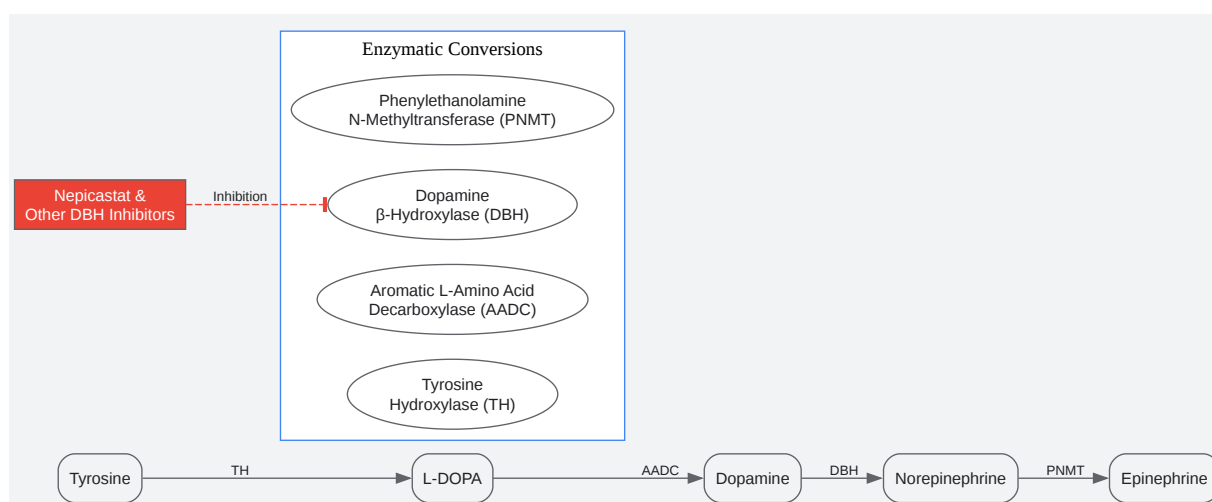 Enzymatic Conversions
Phenylethanolamine
N-Methyltransferase (PNMT)
Nepicastat &
Other DBH Inhibitors
Inhibition
Dopamine
β-Hydroxylase (DBH)
Aromatic L-Amino Acid
Decarboxylase (AADC)
Tyrosine
Hydroxylase (TH)
Tyrosine
TH
L-DOPA
AADC
Dopamine
DBH
Norepinephrine
PNMT
Epinephrine